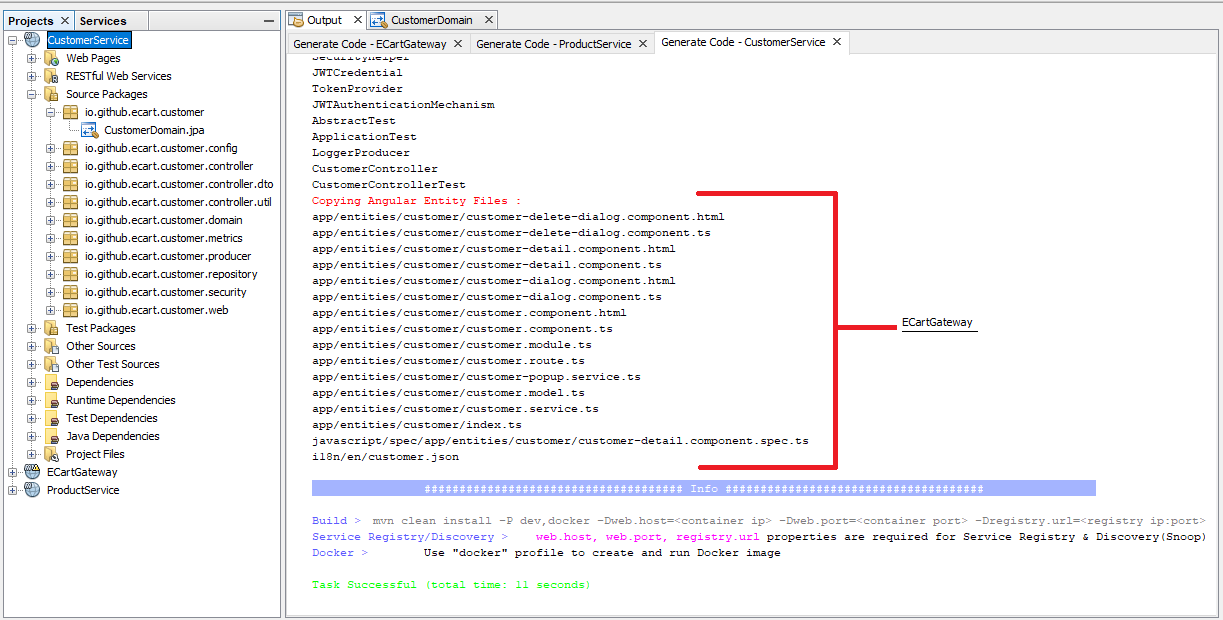 Projects
Services
CustomerService
Web Pages
RESTful Web Services
Source Packages
io.github.ecart.customer
CustomerDomain.jpa
io.github.ecart.customer.config
io.github.ecart.customer.controller
io.github.ecart.customer.controller.dto
io.github.ecart.customer.controller.util
io.github.ecart.customer.domain
io.github.ecart.customer.metrics
io.github.ecart.customer.producer
io.github.ecart.customer.repository
io.github.ecart.customer.security
io.github.ecart.customer.web
Test Packages
Other Sources
Other Test Sources
Dependencies
Runtime Dependencies
Test Dependencies
Java Dependencies
Project Files
ECartGateway
ProductService
Output
CustomerDomain
Generate Code - ECartGateway
Generate Code - ProductService
Generate Code - CustomerService
SecurityHelper
JWTCredential
TokenProvider
JWTAuthenticationMechanism
AbstractTest
ApplicationTest
LoggerProducer
CustomerController
CustomerControllerTest
Copying Angular Entity Files :
app/entities/customer/customer-delete-dialog.component.html
app/entities/customer/customer-delete-dialog.component.ts
app/entities/customer/customer-detail.component.html
app/entities/customer/customer-detail.component.ts
app/entities/customer/customer-dialog.component.html
app/entities/customer/customer-dialog.component.ts
app/entities/customer/customer.component.html
app/entities/customer/customer.component.ts
app/entities/customer/customer.module.ts
app/entities/customer/customer.route.ts
app/entities/customer/customer-popup.service.ts
app/entities/customer/customer.model.ts
app/entities/customer/customer.service.ts
app/entities/customer/index.ts
javascript/spec/app/entities/customer/customer-detail.component.spec.ts
i18n/en/customer.json
ECartGateway
##################################### Info #####################################
Build > mvn clean install -P dev,docker -Dweb.host=<container ip> -Dweb.port=<container port> -Dregistry.url=<registry ip:port>
Service Registry/Discovery > web.host, web.port, registry.url properties are required for Service Registry & Discovery(Snoop)
Docker > Use "docker" profile to create and run Docker image
Task Successful (total time: 11 seconds)